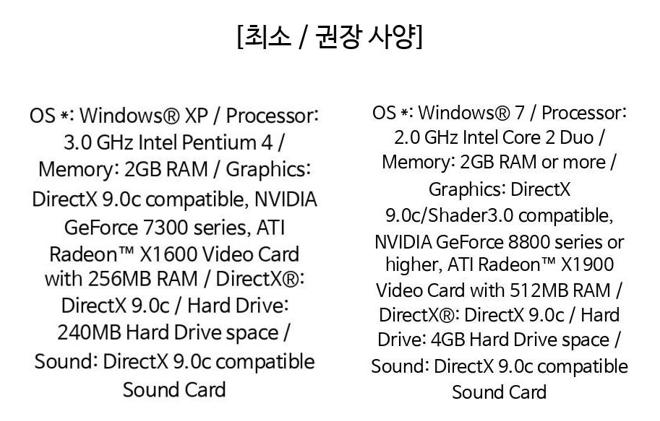 [최소 / 권장 사양]
OS *: Windows® XP / Processor:
3.0 GHz Intel Pentium 4 /
Memory: 2GB RAM / Graphics:
DirectX 9.0c compatible, NVIDIA
GeForce 7300 series, ATI
Radeon™ X1600 Video Card
with 256MB RAM / DirectX®:
DirectX 9.0c / Hard Drive:
240MB Hard Drive space /
Sound: DirectX 9.0c compatible
Sound Card
OS *: Windows® 7 / Processor:
2.0 GHz Intel Core 2 Duo /
Memory: 2GB RAM or more /
Graphics: DirectX
9.0c/Shader3.0 compatible,
NVIDIA GeForce 8800 series or
higher, ATI Radeon™ X1900
Video Card with 512MB RAM /
DirectX®: DirectX 9.0c / Hard
Drive: 4GB Hard Drive space /
Sound: DirectX 9.0c compatible
Sound Card